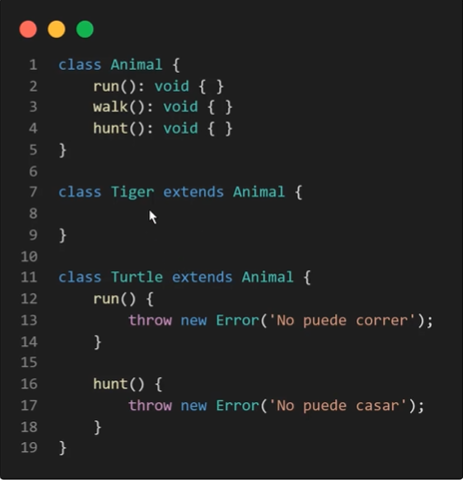 1 class Animal {
2     run(): void { }
3     walk(): void { }
4     hunt(): void { }
5 }
6
7 class Tiger extends Animal {
8
9 }
10
11 class Turtle extends Animal {
12     run() {
13         throw new Error('No puede correr');
14     }
15
16     hunt() {
17         throw new Error('No puede casar');
18     }
19 }